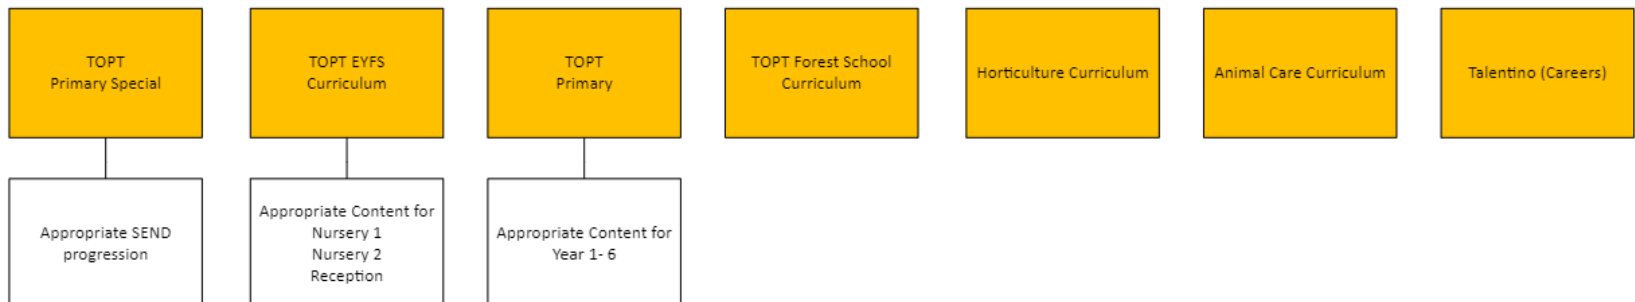 TOPT
Primary Special
TOPT EYFS
Curriculum
TOPT
Primary
TOPT Forest School
Curriculum
Horticulture Curriculum
Animal Care Curriculum
Talentino (Careers)
Appropriate SEND
progression
Appropriate Content for
Nursery 1
Nursery 2
Reception
Appropriate Content for
Year 1- 6